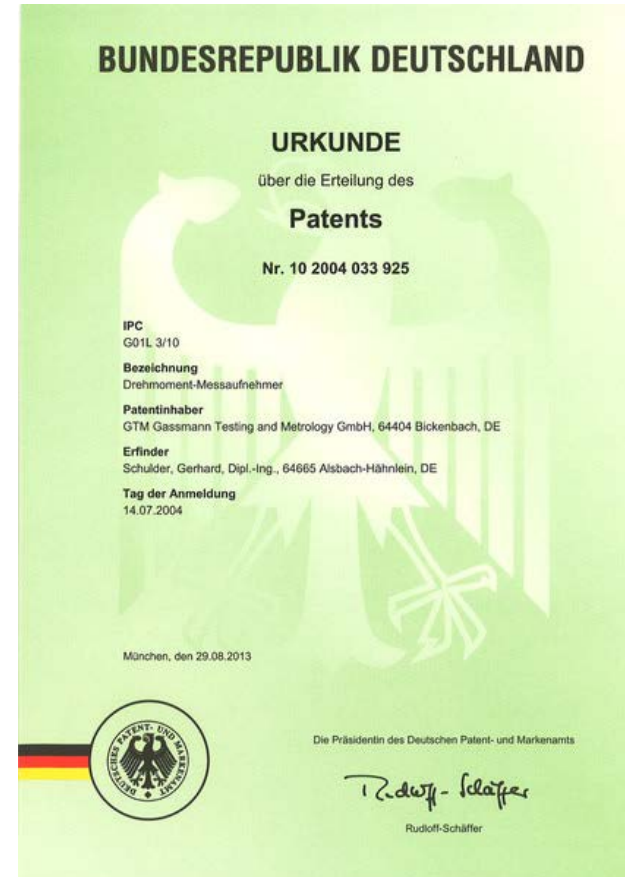 BUNDESREPUBLIK DEUTSCHLAND
URKUNDE
über die Erteilung des
Patents
Nr. 10 2004 033 925
IPC
G01L 3/10
Bezeichnung
Drehmoment-Messaufnehmer
Patentinhaber
GTM Gassmann Testing and Metrology GmbH, 64404 Bickenbach, DE
Erfinder
Schulder, Gerhard, Dipl.-Ing., 64665 Alsbach-Hähnlein, DE
Tag der Anmeldung
14.07.2004
München, den 29.08.2013
DEUTSCHES PATENT- UND MARKENAMT
Die Präsidentin des Deutschen Patent- und Markenamts
Rudloff-Schäffer
Rudloff-Schäffer